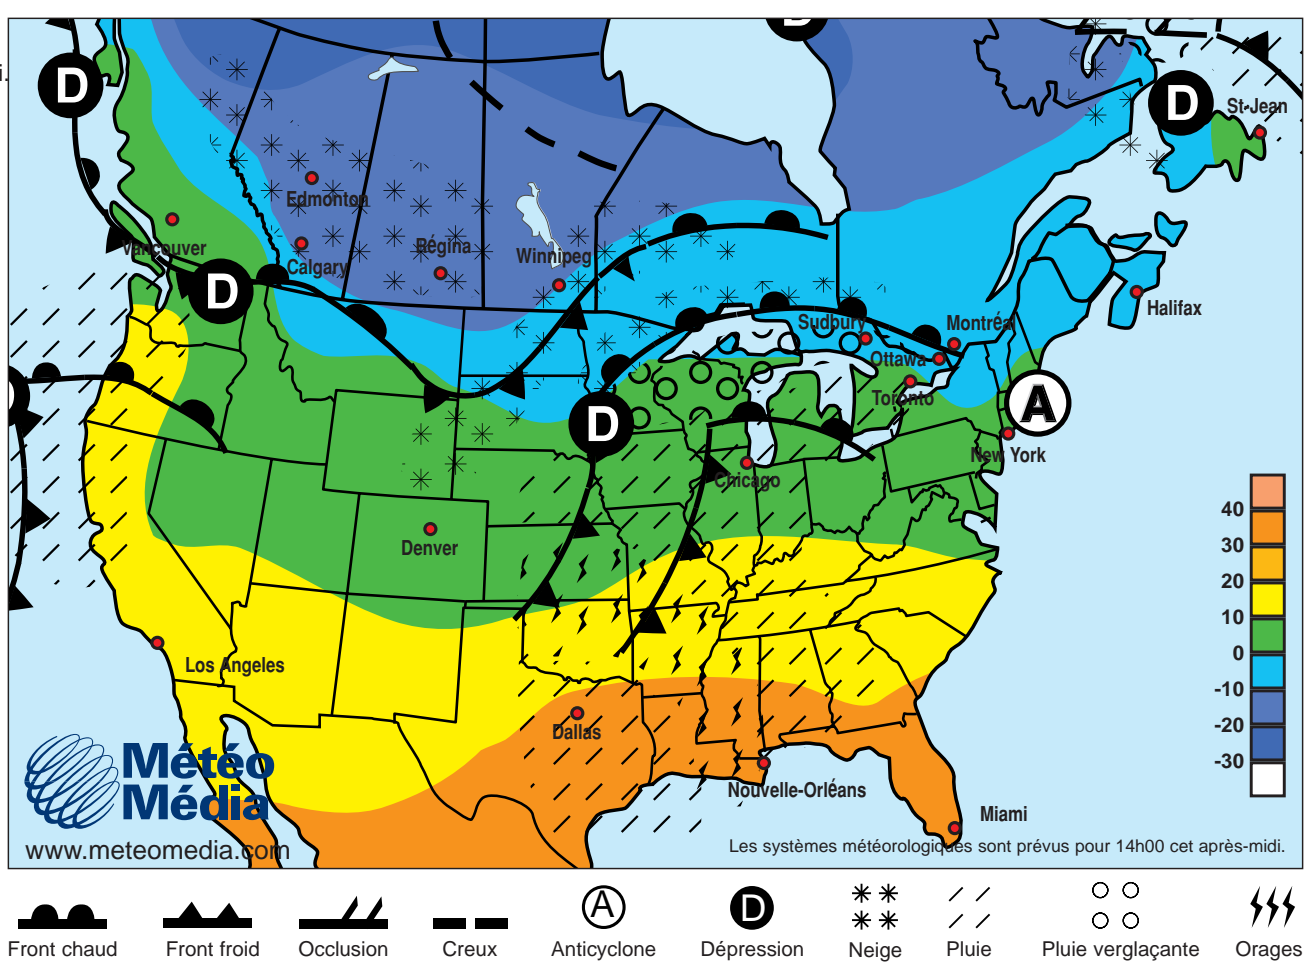 D
D
D
St-Jean
i.
Edmonton
Vancouver
Régina
Winnipeg
Calgary
D
Halifax
Sudbury
Montréal
Ottawa
Toronto
A
D
New York
Chicago
40
Denver
30
20
10
0
Los Angeles
-10
-20
Dallas
-30
Météo
Média
Nouvelle-Orléans
Miami
www.meteomedia.com
Les systèmes météorologiques sont prévus pour 14h00 cet après-midi.
A
D
Front chaud
Front froid
Occlusion
Creux
Anticyclone
Dépression
Neige
Pluie
Pluie verglaçante
Orages